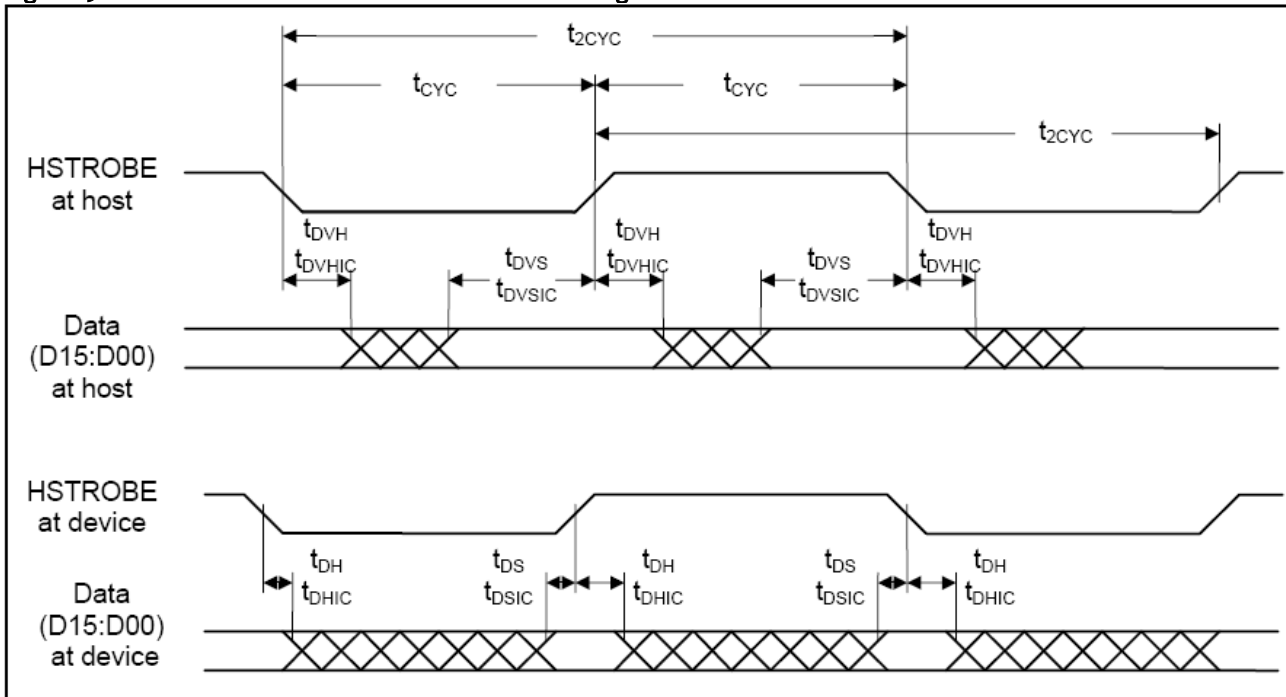 t2CYC
tCYC tCYC
t2CYC
HSTROBE
at host
tDVH tDVH tDVH
tDVHIC tDVS tDVHIC tDVS tDVHIC
tDVSIC tDVSIC
Data
(D15:D00)
at host
HSTROBE
at device
tDH tDS tDH tDS tDH
tDHIC tDSIC tDHIC tDSIC tDHIC
Data
(D15:D00)
at device